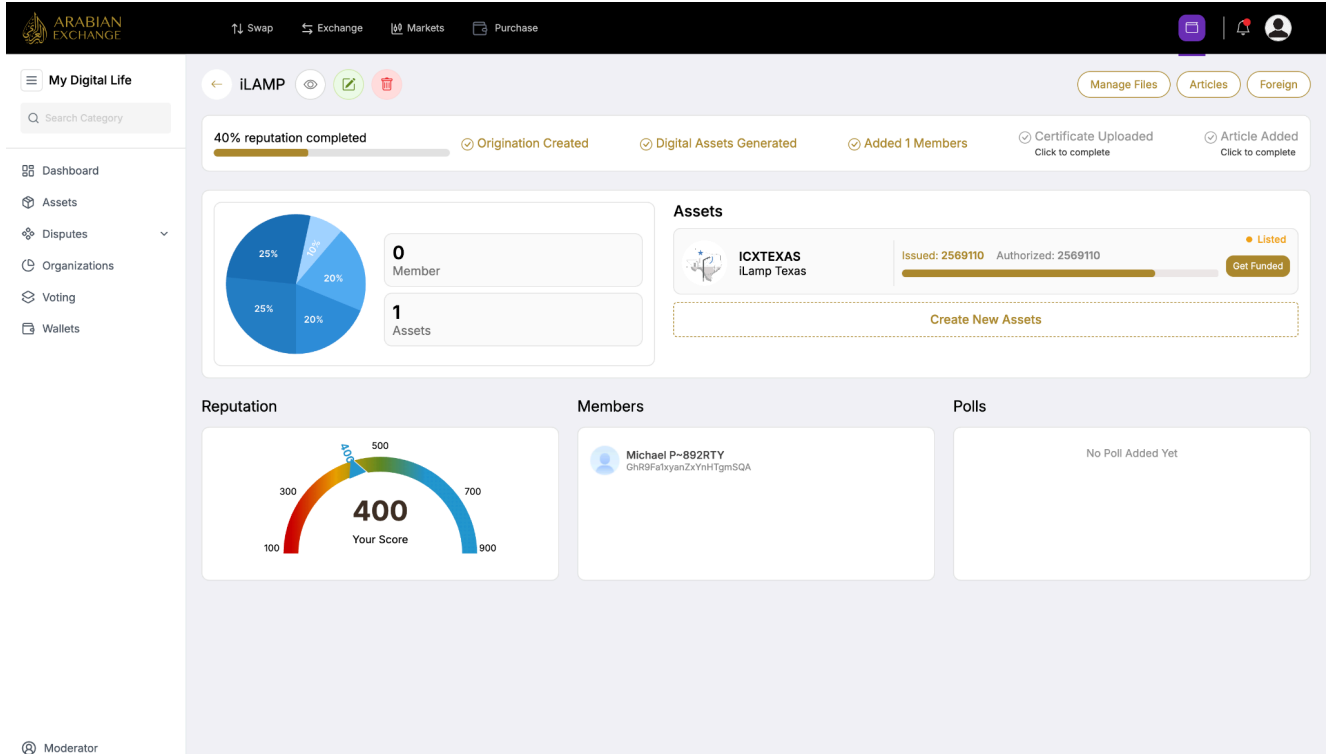 ARABIAN
EXCHANGE
Swap
Exchange
Markets
Purchase
My Digital Life
Search Category
Dashboard
Assets
Disputes
Organizations
Voting
Wallets
Moderator
iLAMP
Manage Files
Articles
Foreign
40% reputation completed
Origination Created
Digital Assets Generated
Added 1 Members
Certificate Uploaded
Click to complete
Article Added
Click to complete
25%
10%
20%
20%
25%
0
Member
1
Assets
Assets
ICXTEXAS
iLamp Texas
Issued: 2569110 Authorized: 2569110
Listed
Get Funded
Create New Assets
Reputation
100
300
400
500
700
900
400
Your Score
Members
Michael P~892RTY
GhR9Fa1xyanZxYnHTgmSQA
Polls
No Poll Added Yet